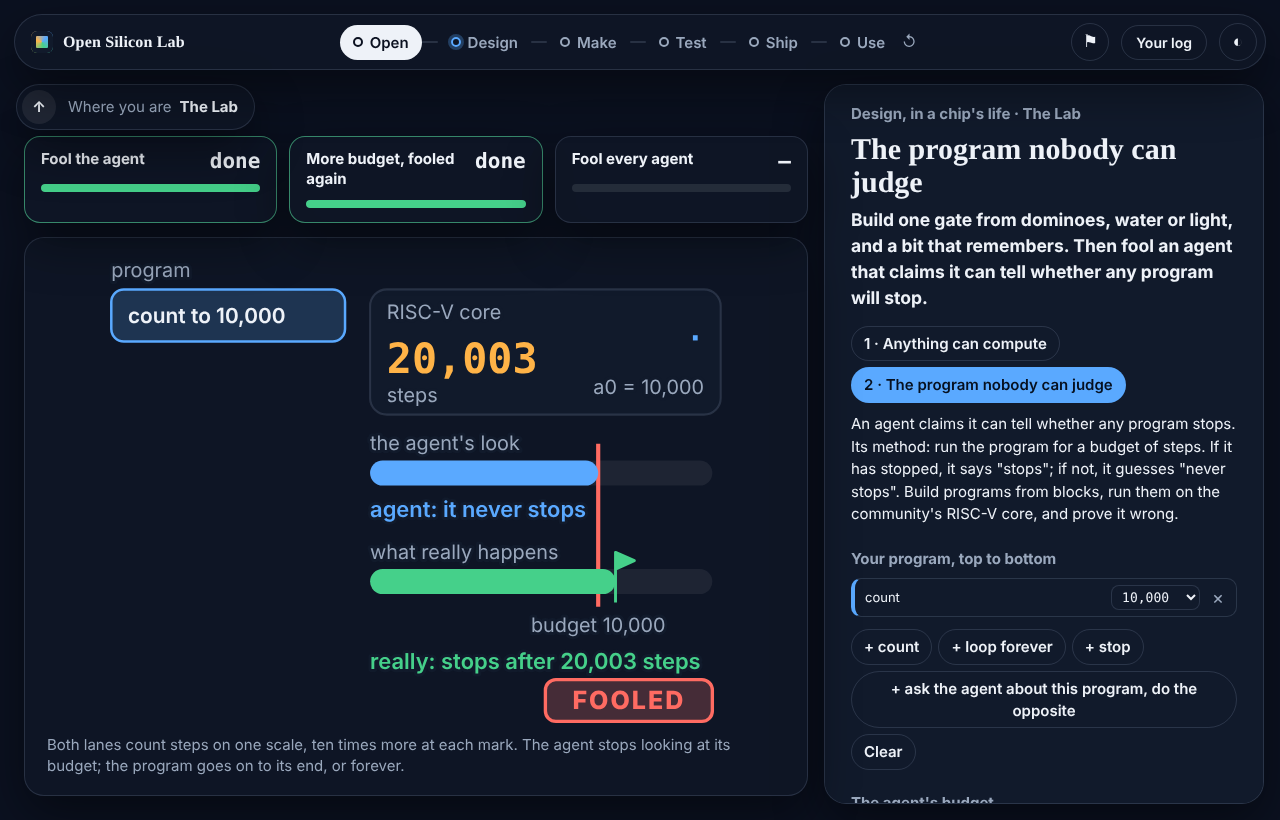 Open Silicon Lab
Open
Design
Make
Test
Ship
Use
Your log
Where you are The Lab
Fool the agent
done
More budget, fooled
again
done
Fool every agent
–
program
count to 10,000
RISC-V core
20,003
steps
a0 = 10,000
the agent's look
agent: it never stops
what really happens
budget 10,000
really: stops after 20,003 steps
FOOLED
Both lanes count steps on one scale, ten times more at each mark. The agent stops looking at its
budget; the program goes on to its end, or forever.
Design, in a chip's life · The Lab
The program nobody can
judge
Build one gate from dominoes, water or light,
and a bit that remembers. Then fool an agent
that claims it can tell whether any program
will stop.
1 · Anything can compute
2 · The program nobody can judge
An agent claims it can tell whether any program stops.
Its method: run the program for a budget of steps. If it
has stopped, it says "stops"; if not, it guesses "never
stops". Build programs from blocks, run them on the
community's RISC-V core, and prove it wrong.
Your program, top to bottom
count
10,000
×
+ count
+ loop forever
+ stop
+ ask the agent about this program, do the
opposite
Clear
The agent's budget